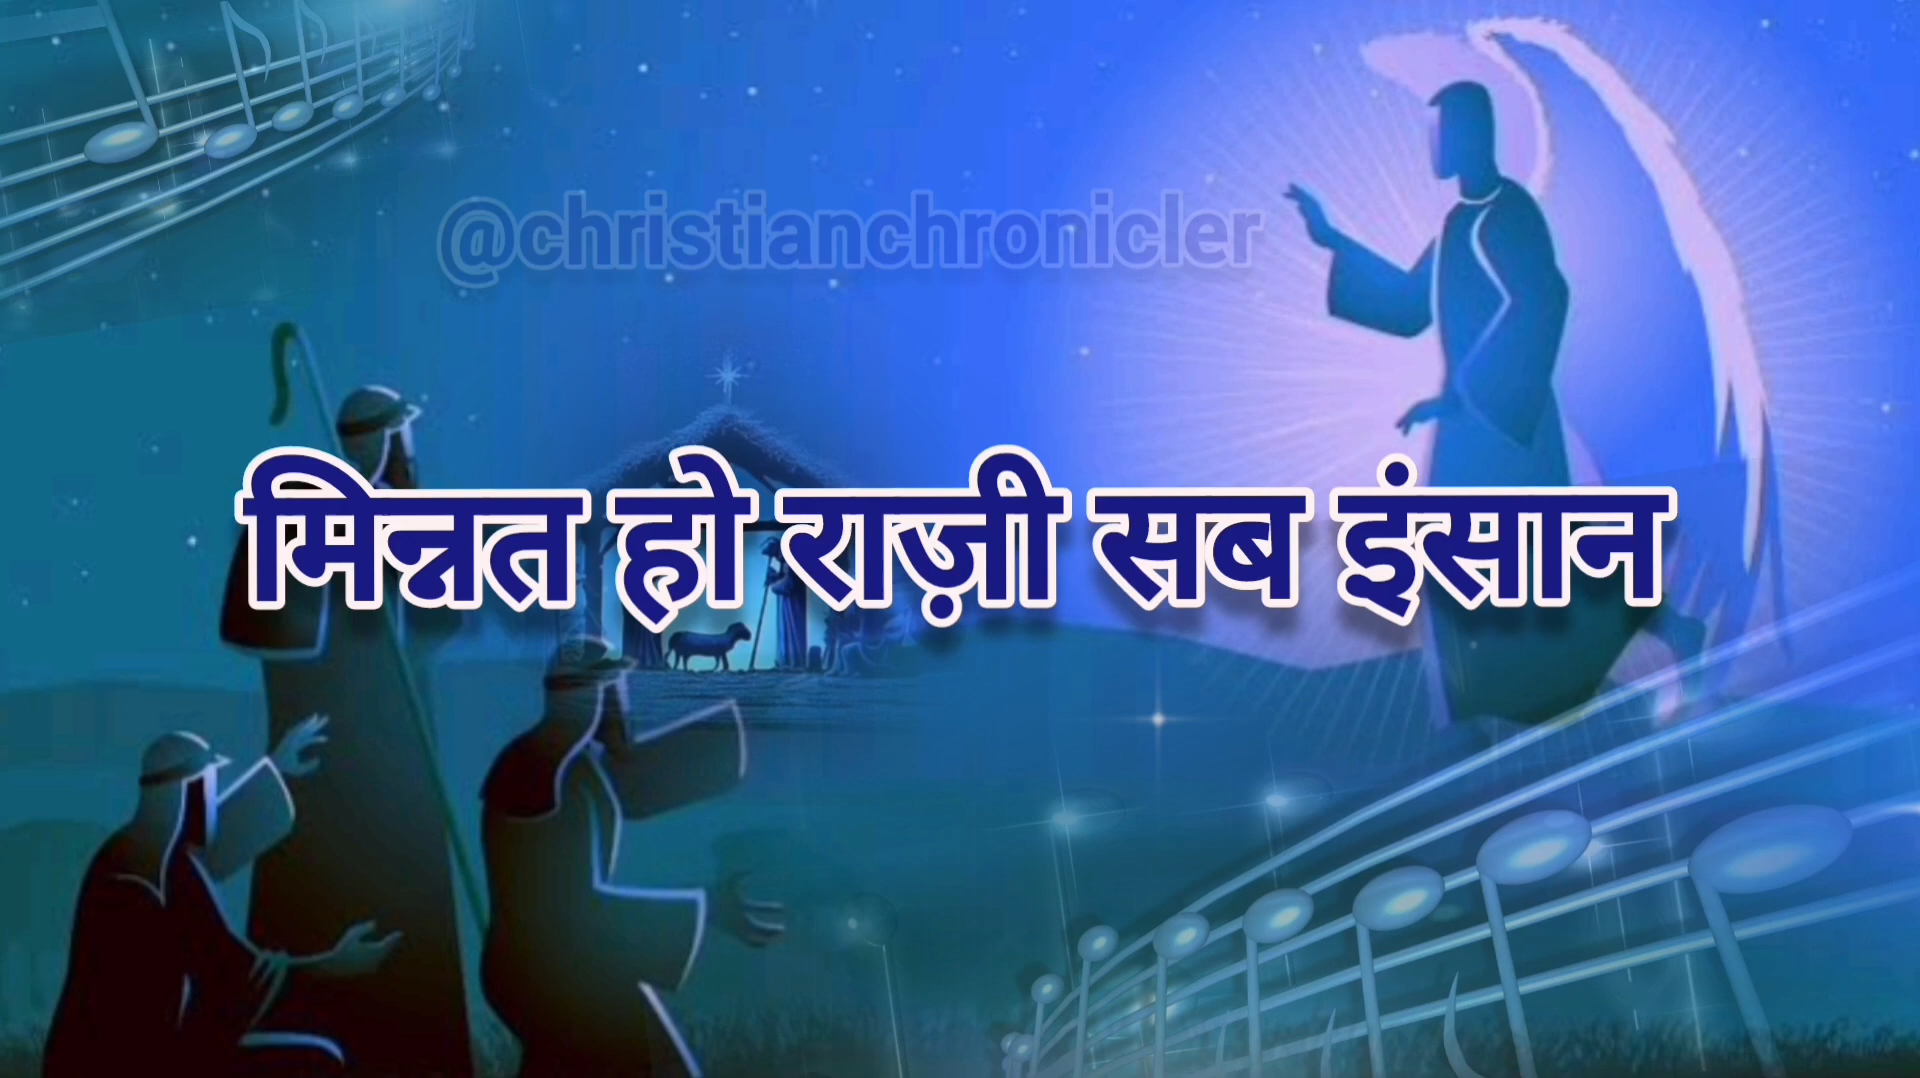 @christianchronicler
मिन्नत हो राज़ी सब इंसान